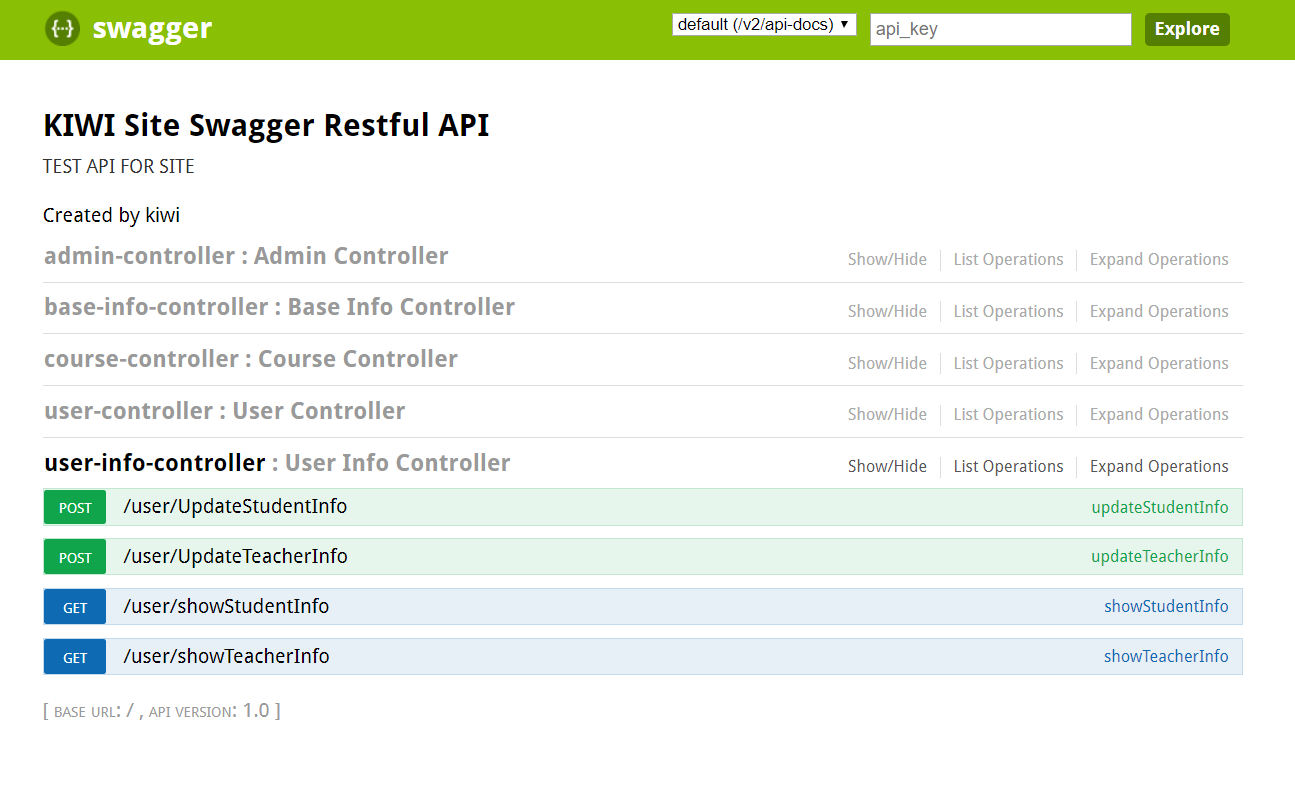 {···} swagger default (/v2/api-docs) ▼ api_key Explore
KIWI Site Swagger Restful API
TEST API FOR SITE
Created by kiwi
admin-controller : Admin Controller Show/Hide List Operations Expand Operations
base-info-controller : Base Info Controller Show/Hide List Operations Expand Operations
course-controller : Course Controller Show/Hide List Operations Expand Operations
user-controller : User Controller Show/Hide List Operations Expand Operations
user-info-controller : User Info Controller Show/Hide List Operations Expand Operations
POST /user/UpdateStudentInfo updateStudentInfo
POST /user/UpdateTeacherInfo updateTeacherInfo
GET /user/showStudentInfo showStudentInfo
GET /user/showTeacherInfo showTeacherInfo
[ BASE URL: / , API VERSION: 1.0 ]